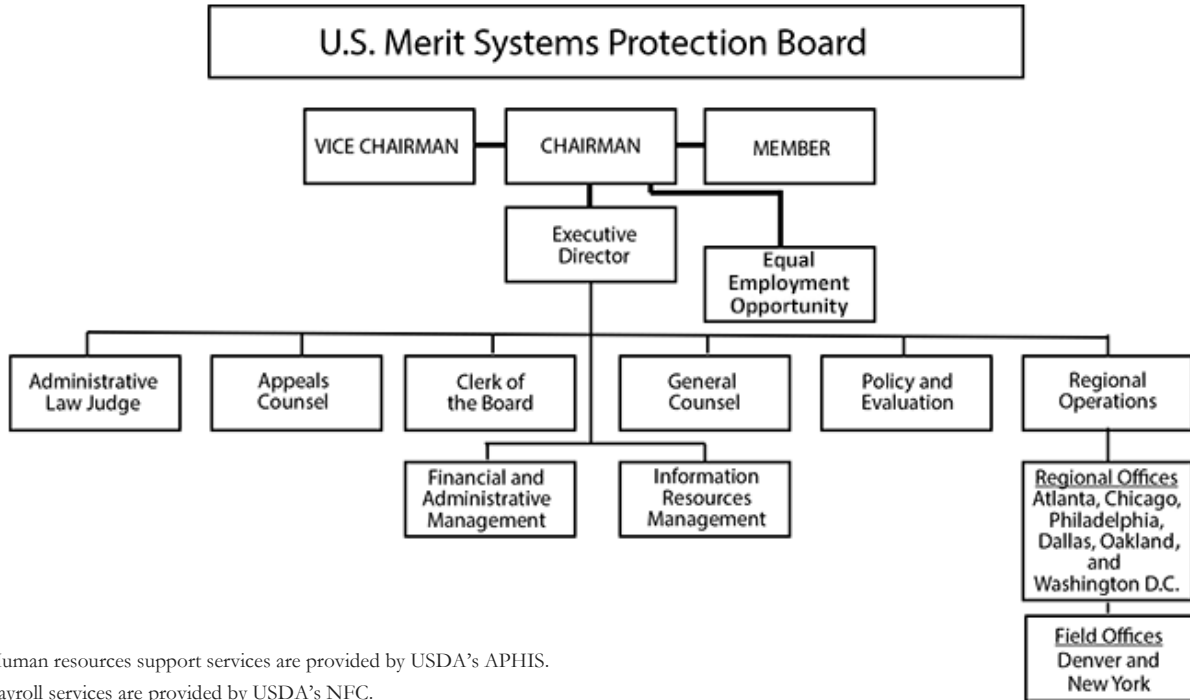 U.S. Merit Systems Protection Board
VICE CHAIRMAN
CHAIRMAN
MEMBER
Executive
Director
Equal
Employment
Opportunity
Administrative
Law Judge
Appeals
Counsel
Clerk of
the Board
General
Counsel
Policy and
Evaluation
Regional
Operations
Financial and
Administrative
Management
Information
Resources
Management
Regional Offices
Atlanta, Chicago,
Philadelphia,
Dallas, Oakland,
and
Washington D.C.
Field Offices
Denver and
New York
uman resources support services are provided by USDA’s APHIS.
ayroll services are provided by USDA’s NFC.